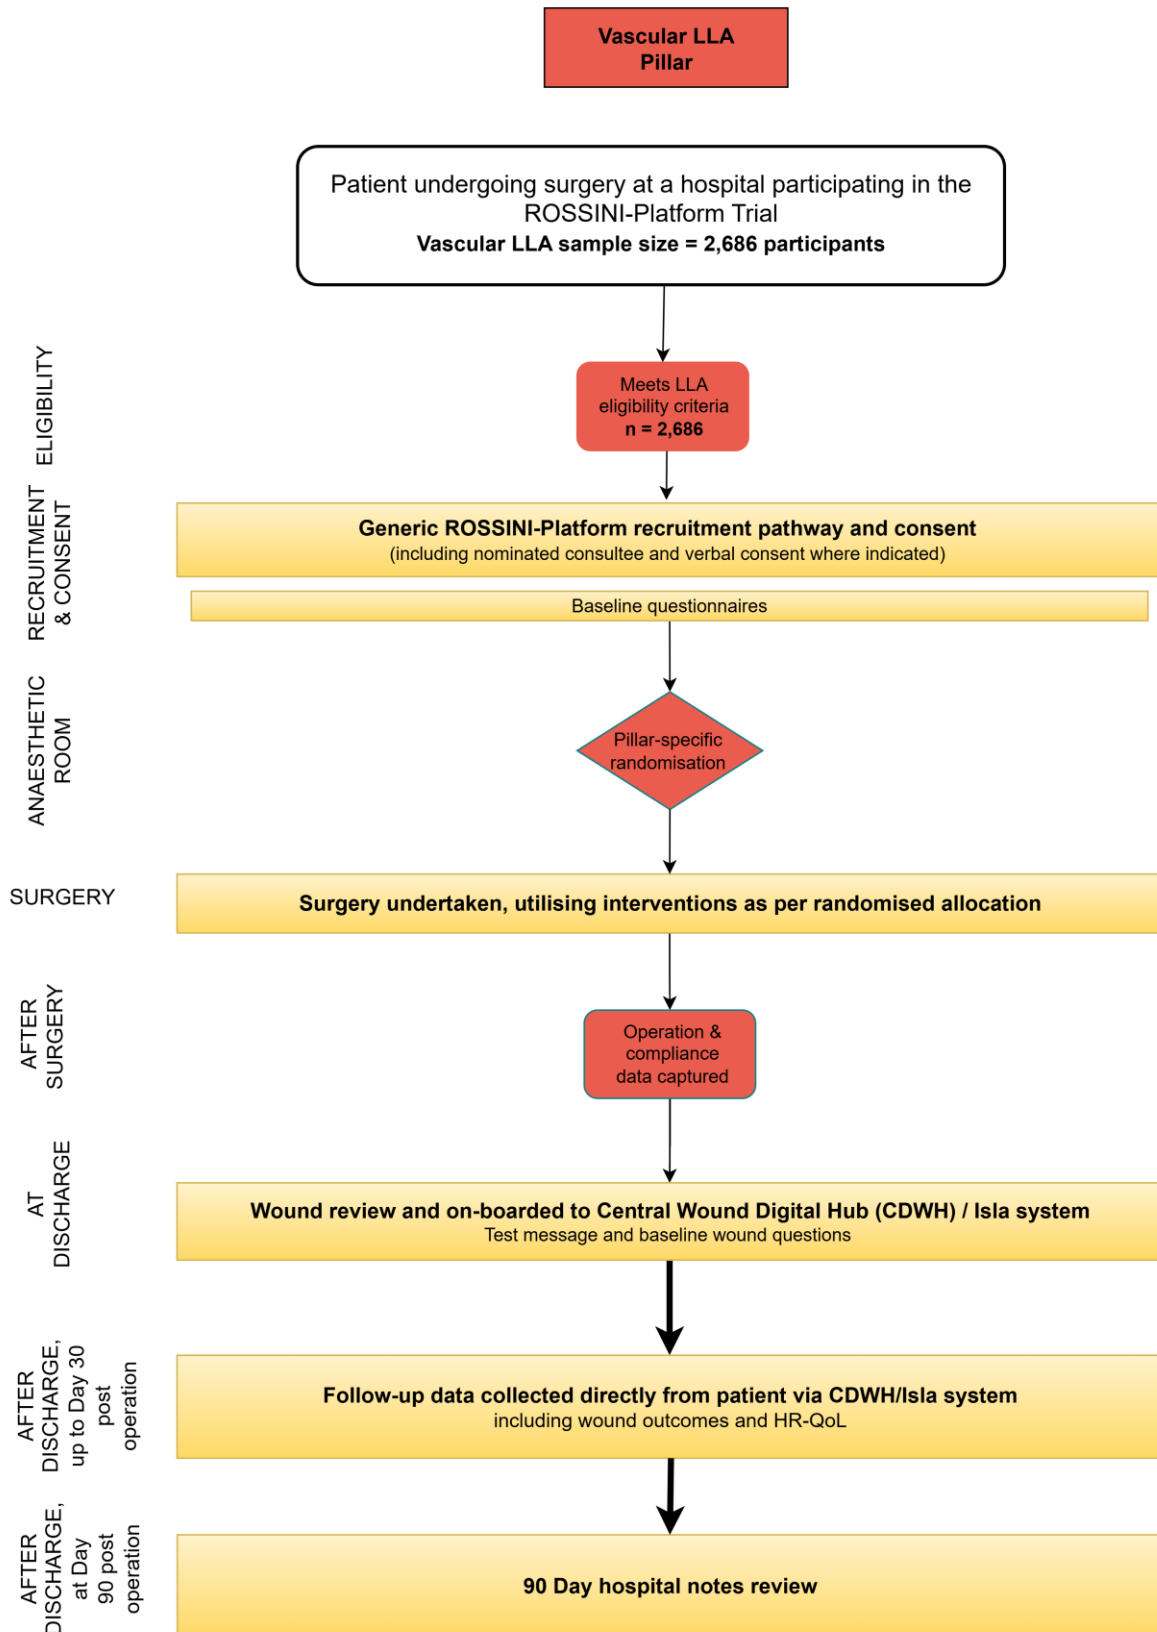 Vascular LLA
Pillar
Patient undergoing surgery at a hospital participating in the
ROSSINI-Platform Trial
Vascular LLA sample size = 2,686 participants
ELIGIBILITY
Meets LLA
eligibility criteria
n = 2,686
RECRUITMENT
& CONSENT
Generic ROSSINI-Platform recruitment pathway and consent
(including nominated consultee and verbal consent where indicated)
Baseline questionnaires
ANAESTHETIC
ROOM
Pillar-specific
randomisation
SURGERY
Surgery undertaken, utilising interventions as per randomised allocation
AFTER
SURGERY
Operation &
compliance
data captured
AT
DISCHARGE
Wound review and on-boarded to Central Wound Digital Hub (CDWH) / Isla system
Test message and baseline wound questions
AFTER
DISCHARGE,
up to Day 30
post
operation
Follow-up data collected directly from patient via CDWH/Isla system
including wound outcomes and HR-QoL
AFTER
DISCHARGE,
at Day
90 post
operation
90 Day hospital notes review